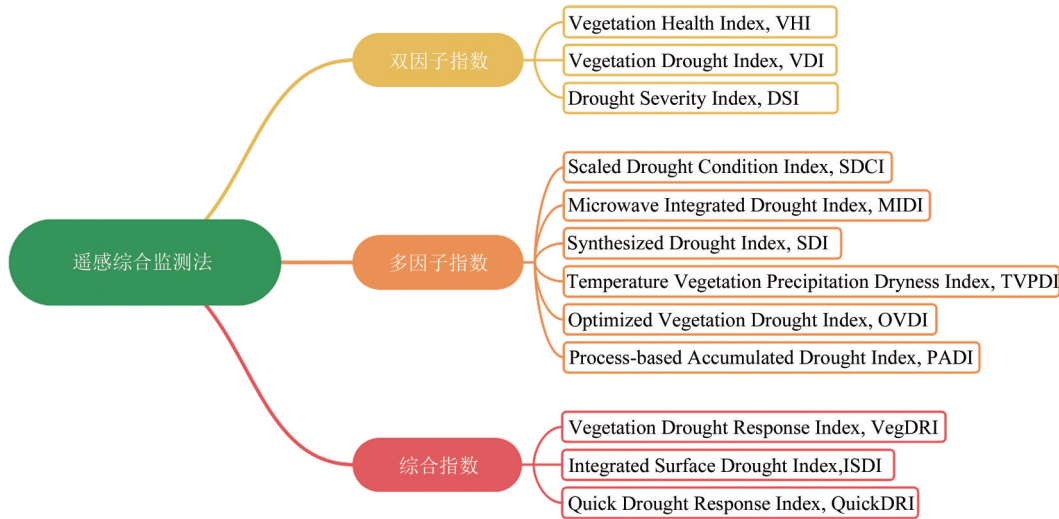 遥感综合监测法
双因子指数
Vegetation Health Index, VHI
Vegetation Drought Index, VDI
Drought Severity Index, DSI
多因子指数
Scaled Drought Condition Index, SDCI
Microwave Integrated Drought Index, MIDI
Synthesized Drought Index, SDI
Temperature Vegetation Precipitation Dryness Index, TVPDI
Optimized Vegetation Drought Index, OVDI
Process-based Accumulated Drought Index, PADI
综合指数
Vegetation Drought Response Index, VegDRI
Integrated Surface Drought Index,ISDI
Quick Drought Response Index, QuickDRI